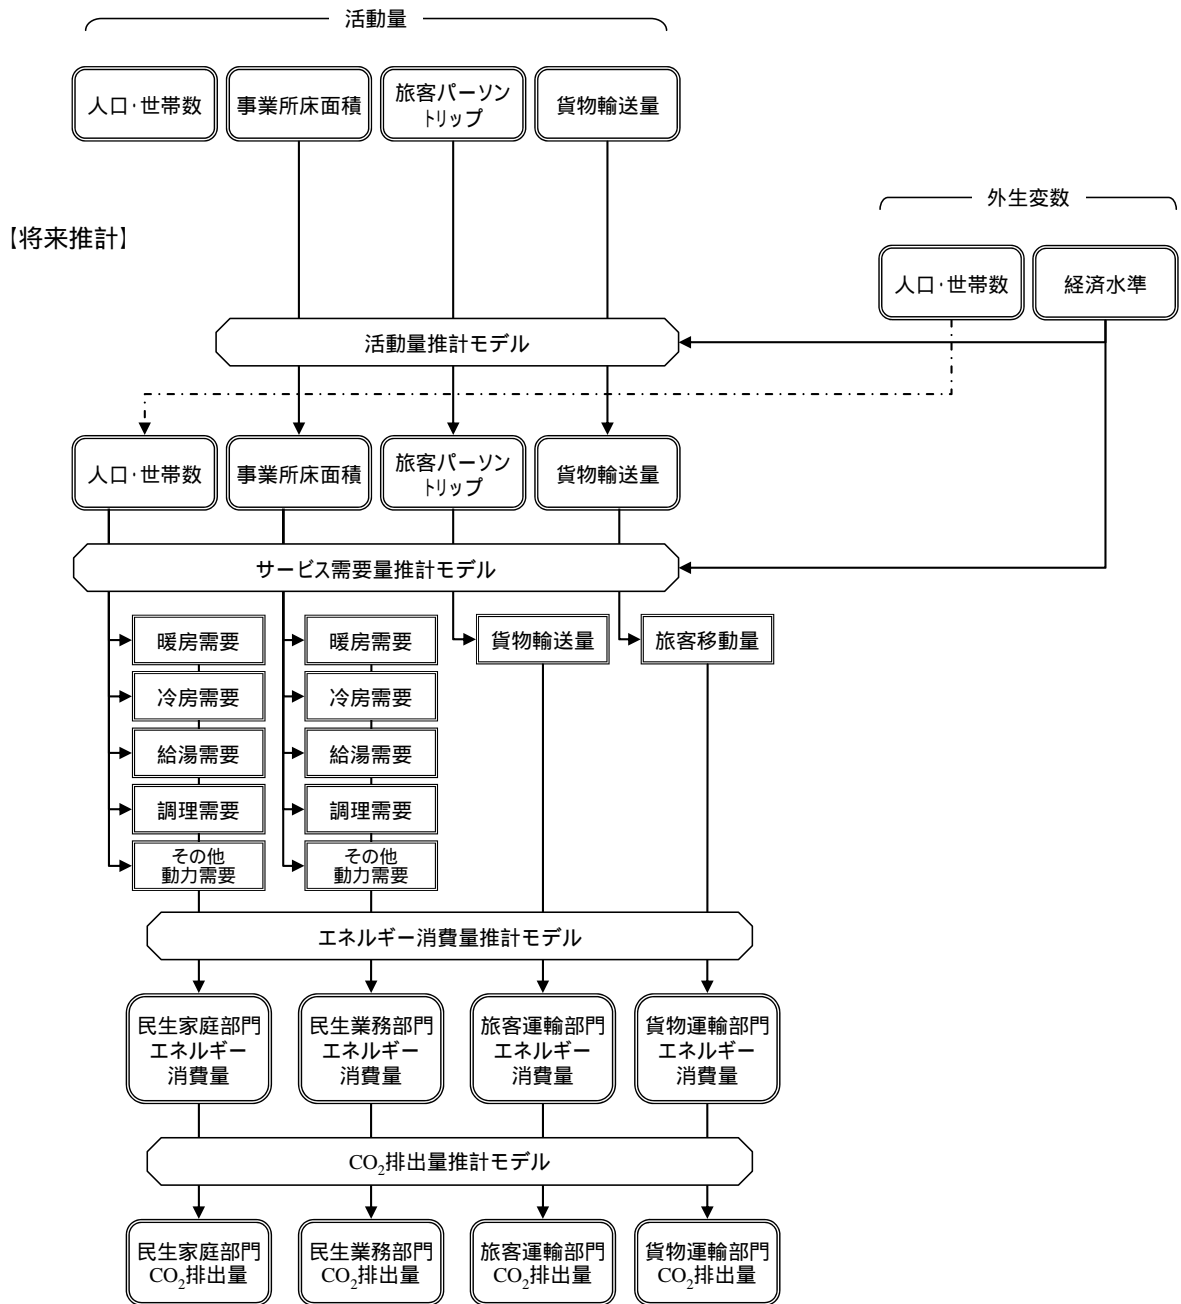 活動量
人口・世帯数
事業所床面積
旅客パーソン
トリップ
貨物輸送量
外生変数
【将来推計】
人口・世帯数
経済水準
活動量推計モデル
人口・世帯数
事業所床面積
旅客パーソン
トリップ
貨物輸送量
サービス需要量推計モデル
暖房需要
暖房需要
貨物輸送量
旅客移動量
冷房需要
冷房需要
給湯需要
給湯需要
調理需要
調理需要
その他
動力需要
その他
動力需要
エネルギー消費量推計モデル
民生家庭部門
エネルギー
消費量
民生業務部門
エネルギー
消費量
旅客運輸部門
エネルギー
消費量
貨物運輸部門
エネルギー
消費量
CO₂排出量推計モデル
民生家庭部門
CO₂排出量
民生業務部門
CO₂排出量
旅客運輸部門
CO₂排出量
貨物運輸部門
CO₂排出量